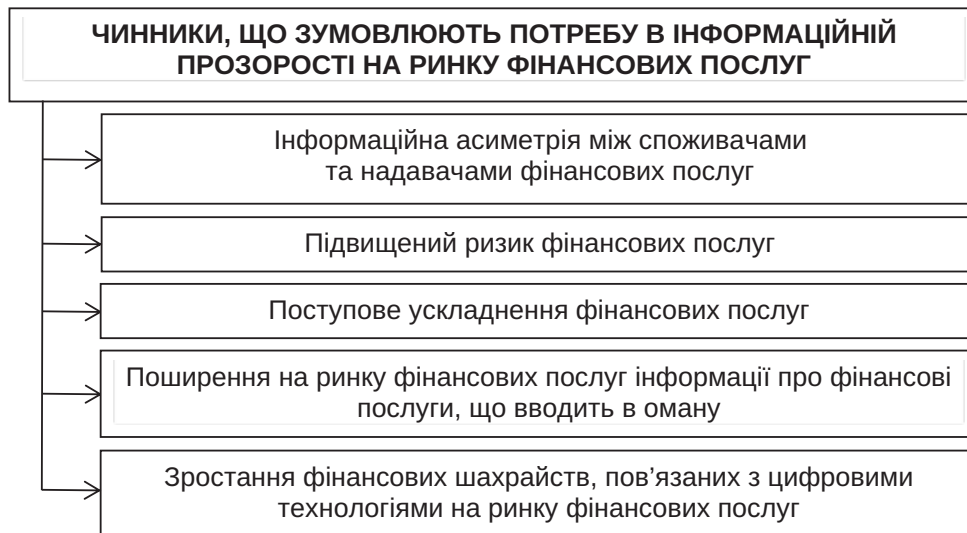 ЧИННИКИ, ЩО ЗУМОВЛЮЮТЬ ПОТРЕБУ В ІНФОРМАЦІЙНІЙ
ПРОЗОРОСТІ НА РИНКУ ФІНАНСОВИХ ПОСЛУГ
Інформаційна асиметрія між споживачами
та надавачами фінансових послуг
Підвищений ризик фінансових послуг
Поступове ускладнення фінансових послуг
Поширення на ринку фінансових послуг інформації про фінансові
послуги, що вводить в оману
Зростання фінансових шахрайств, пов’язаних з цифровими
технологіями на ринку фінансових послуг